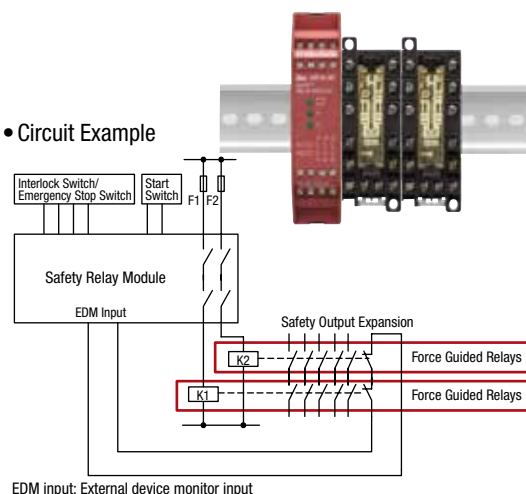 • Circuit Example
Interlock Switch/
Emergency Stop Switch
Start
Switch
F1 F2
Safety Relay Module
EDM Input
Safety Output Expansion
K2
Force Guided Relays
K1
Force Guided Relays
EDM input: External device monitor input